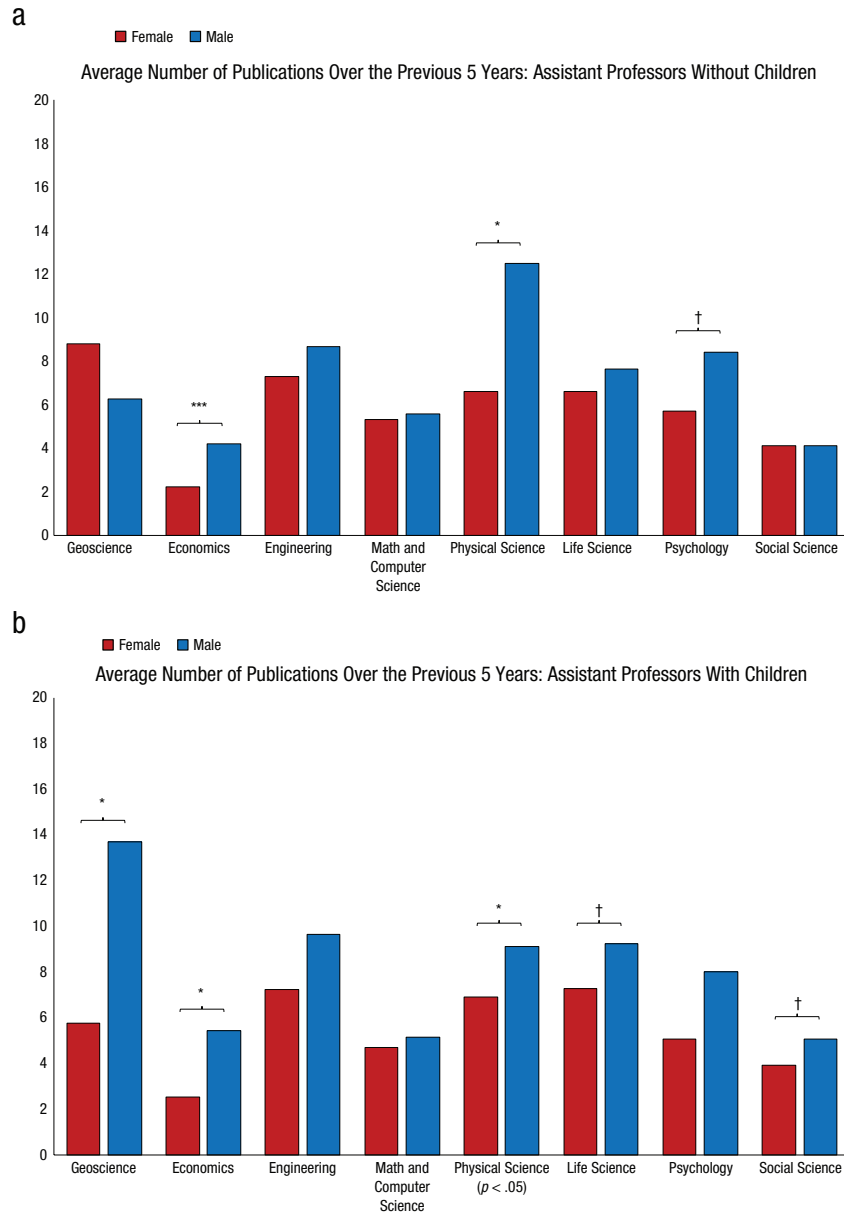 a
Female Male
Average Number of Publications Over the Previous 5 Years: Assistant Professors Without Children
20
18
16
14
*
12
10
†
8
6
***
4
2
0
Geoscience Economics Engineering Math and Physical Science Life Science Psychology Social Science
Computer
Science
b
Female Male
Average Number of Publications Over the Previous 5 Years: Assistant Professors With Children
20
18
16
*
14
12
* †
10
8
*
†
6
4
2
0
Geoscience Economics Engineering Math and Physical Science Life Science Psychology Social Science
Computer (p < .05)
Science